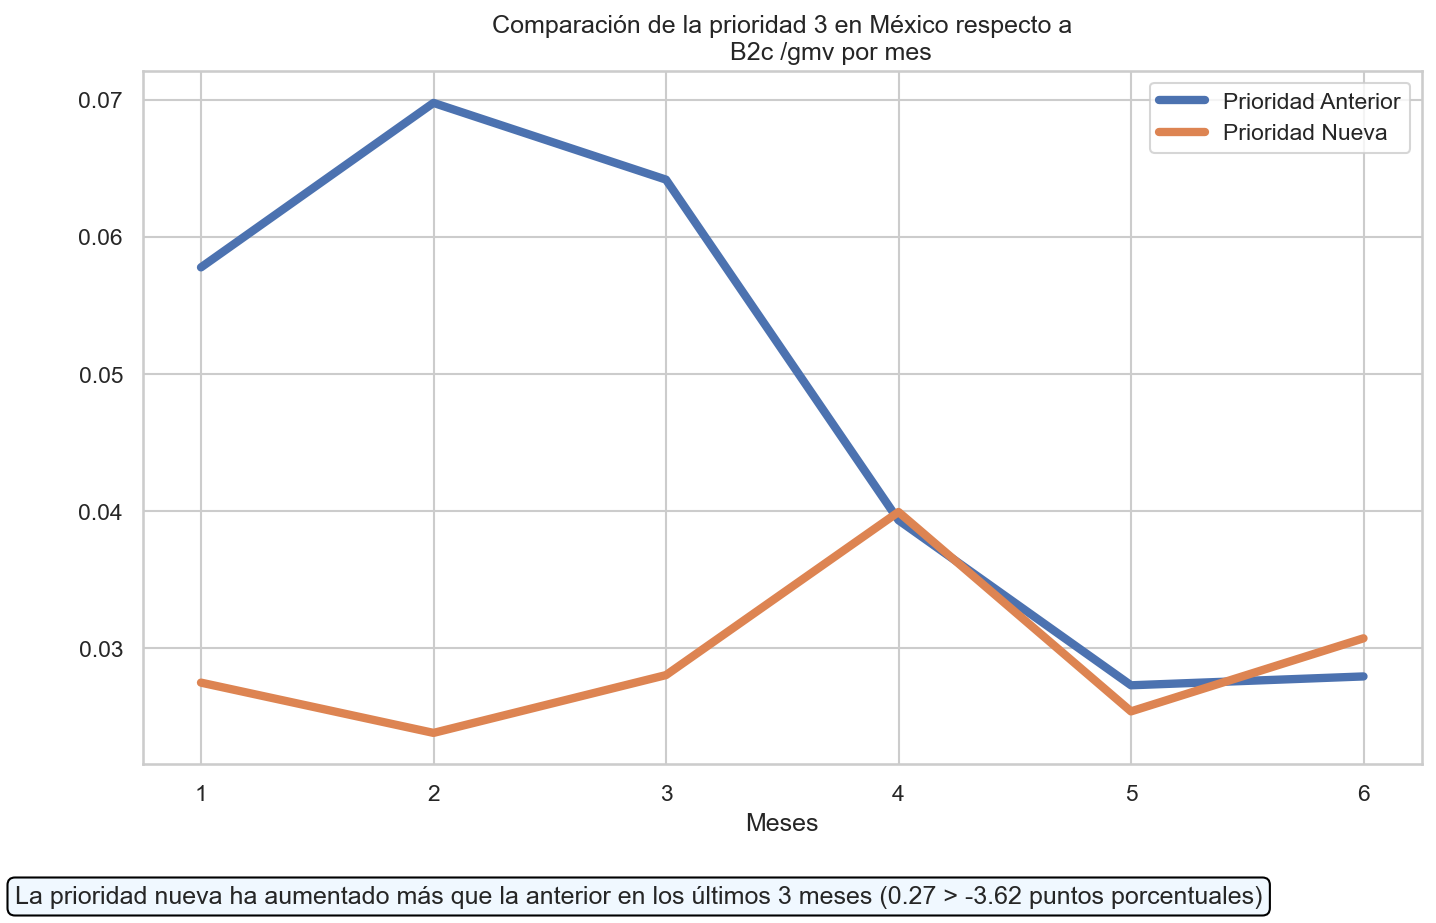 Comparación de la prioridad 3 en México respecto a
B2c /gmv por mes
Prioridad Anterior
Prioridad Nueva
0.07
0.06
0.05
0.04
0.03
1 2 3 4 5 6
Meses
La prioridad nueva ha aumentado más que la anterior en los últimos 3 meses (0.27 > -3.62 puntos porcentuales)